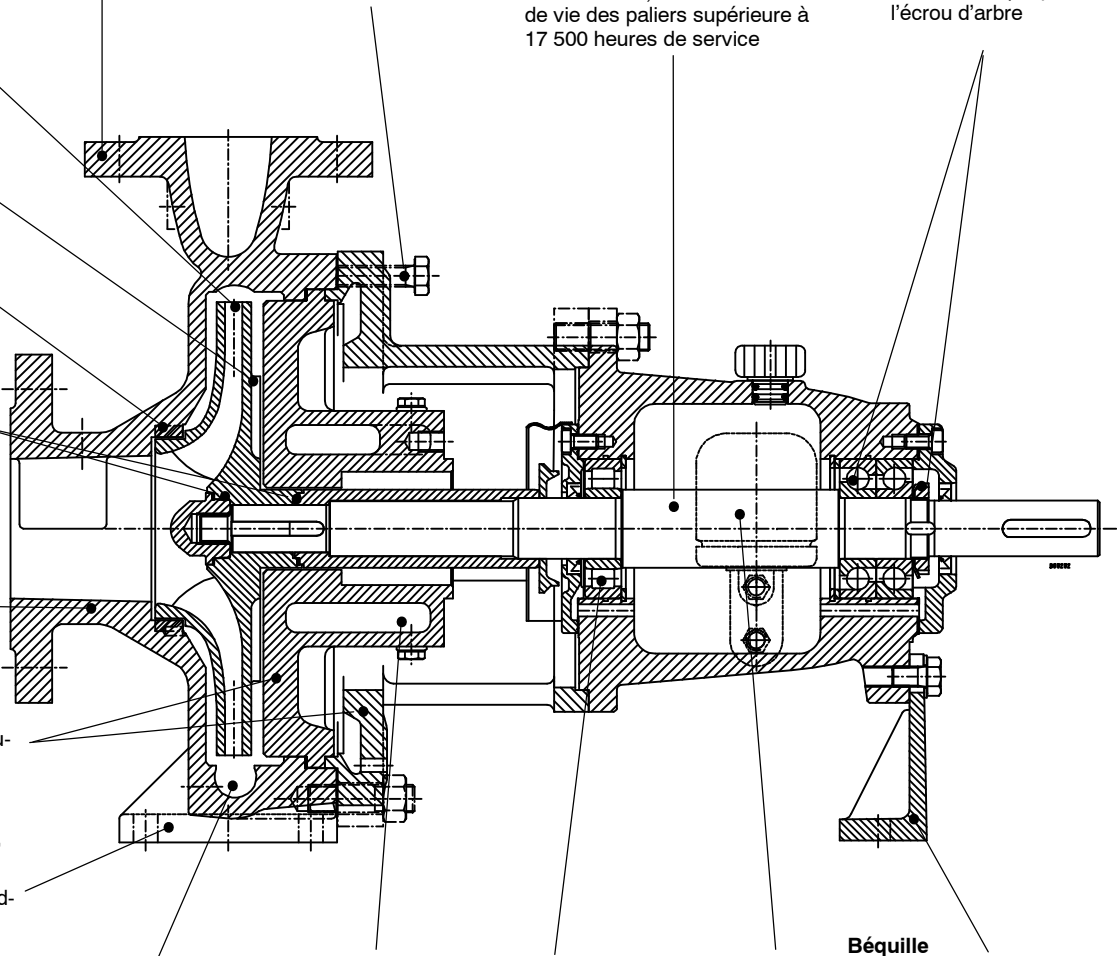 de vie des paliers supérieure à
17 500 heures de service
l'écrou d'arbre
u-
d-
Béquille